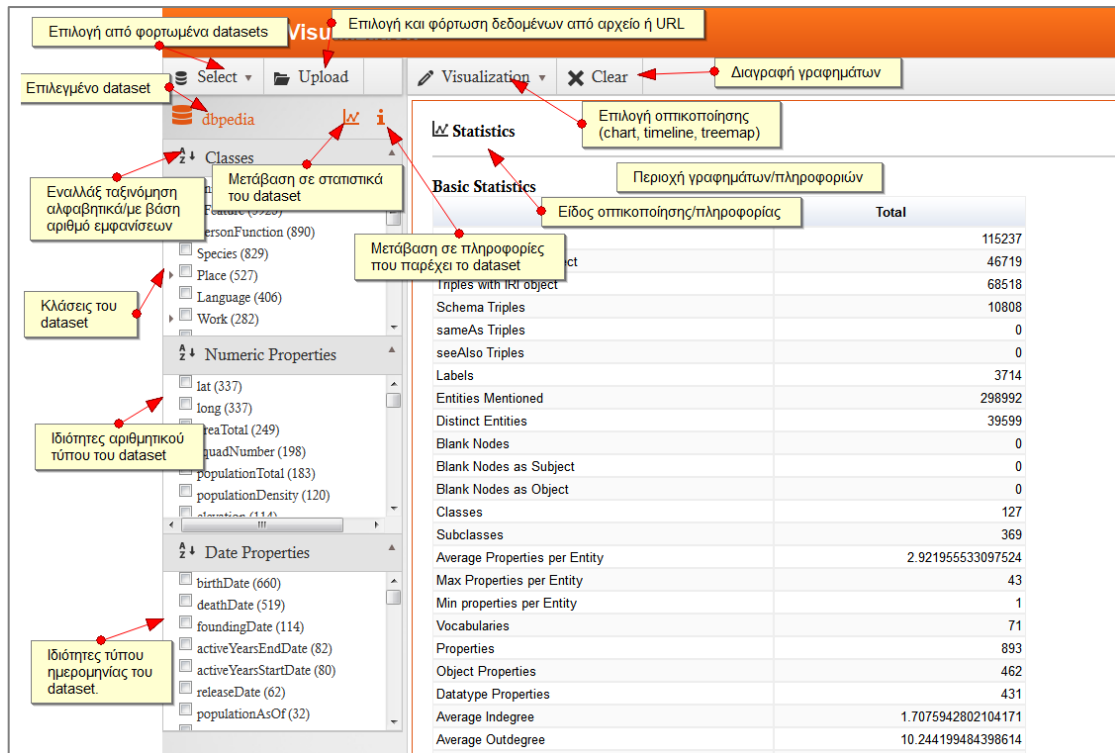 Επιλογή από φορτωμένα datasets
Επιλογή και φόρτωση δεδομένων από αρχείο ή URL
Select
Upload
Visualization
Clear
Διαγραφή γραφημάτων
Επιλεγμένο dataset
dbpedia
Επιλογή οπτικοποίησης
(chart, timeline, treemap)
Statistics
Classes
Μετάβαση σε στατιστικά
του dataset
Εναλλάξ ταξινόμηση
αλφαβητικά/με βάση
αριθμό εμφανίσεων
Basic Statistics
Περιοχή γραφημάτων/πληροφοριών
Είδος οπτικοποίησης/πληροφορίας
Total
Μετάβαση σε πληροφορίες
που παρέχει το dataset
PersonFunction (890)
Species (829)
Place (527)
Language (406)
Work (282)
Κλάσεις του
dataset
115237
46719
Triples with IRI object 68518
Schema Triples 10808
sameAs Triples 0
seeAlso Triples 0
Labels 3714
Entities Mentioned 298992
Distinct Entities 39599
Blank Nodes 0
Blank Nodes as Subject 0
Blank Nodes as Object 0
Classes 127
Subclasses 369
Average Properties per Entity 2.921955533097524
Max Properties per Entity 43
Min properties per Entity 1
Vocabularies 71
Properties 893
Object Properties 462
Datatype Properties 431
Average Indegree 1.7075942802104171
Average Outdegree 10.244199484398614
Numeric Properties
lat (337)
long (337)
areaTotal (249)
squadNumber (198)
populationTotal (183)
populationDensity (120)
elevation (114)
Ιδιότητες αριθμητικού
τύπου του dataset
Date Properties
birthDate (660)
deathDate (519)
foundingDate (114)
activeYearsEndDate (82)
activeYearsStartDate (80)
releaseDate (62)
populationAsOf (32)
Ιδιότητες τύπου
ημερομηνίας του
dataset.